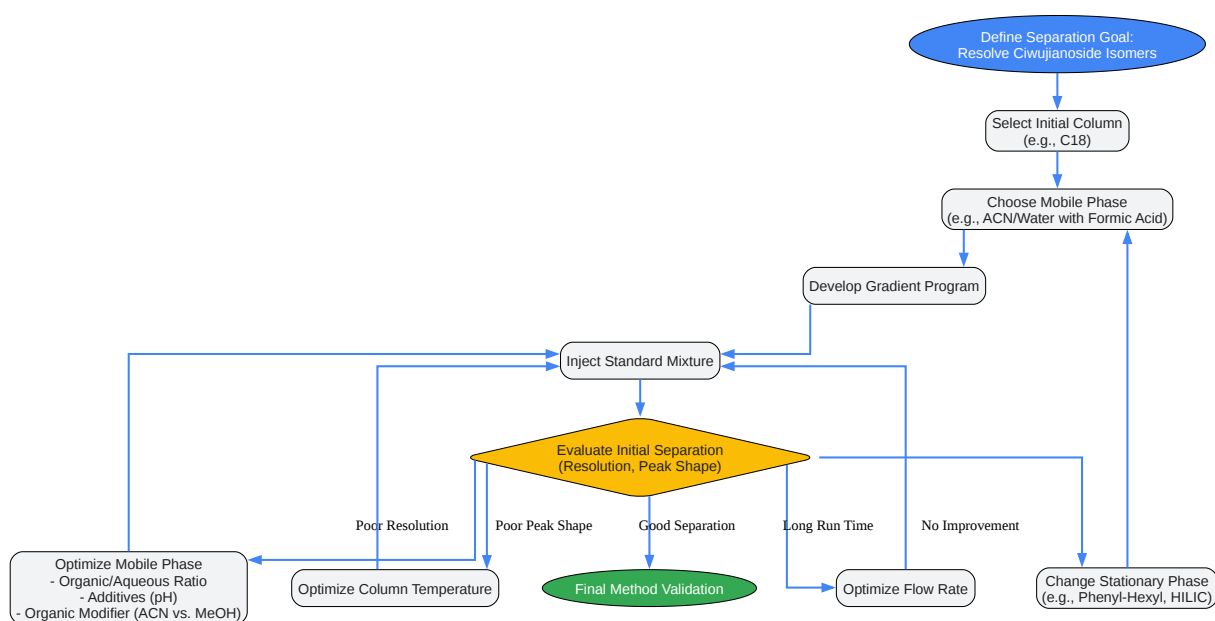 Define Separation Goal:
Resolve Ciwujianoside Isomers
Select Initial Column
(e.g., C18)
Choose Mobile Phase
(e.g., ACN/Water with Formic Acid)
Develop Gradient Program
Inject Standard Mixture
Evaluate Initial Separation
(Resolution, Peak Shape)
Poor Resolution
Poor Peak Shape
Good Separation
Long Run Time
No Improvement
Optimize Mobile Phase
- Organic/Aqueous Ratio
- Additives (pH)
- Organic Modifier (ACN vs. MeOH)
Optimize Column Temperature
Final Method Validation
Optimize Flow Rate
Change Stationary Phase
(e.g., Phenyl-Hexyl, HILIC)